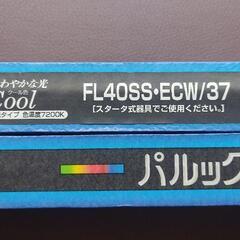 わやかな光
クール色
Cool
タイプ 色温度7200K
FL40SS・ECW/37
[スタータ式器具でご使用ください。]
パルック